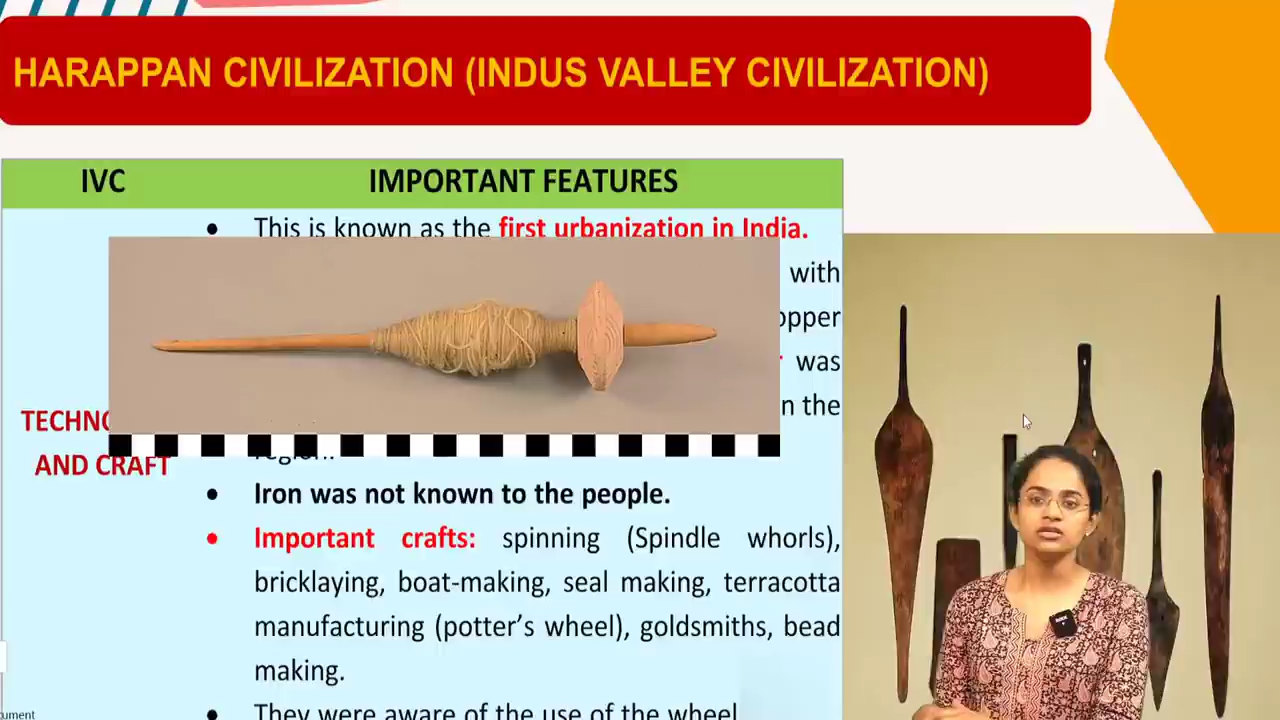 HARAPPAN CIVILIZATION (INDUS VALLEY CIVILIZATION)
IVC IMPORTANT FEATURES
• This is known as the first urbanization in India.
with
was
the
TECHNO
AND CRAFT
region.
• Iron was not known to the people.
• Important crafts: spinning (Spindle whorls),
bricklaying, boat-making, seal making, terracotta
manufacturing (potter's wheel), goldsmiths, bead
making.
• They were aware of the use of the wheel